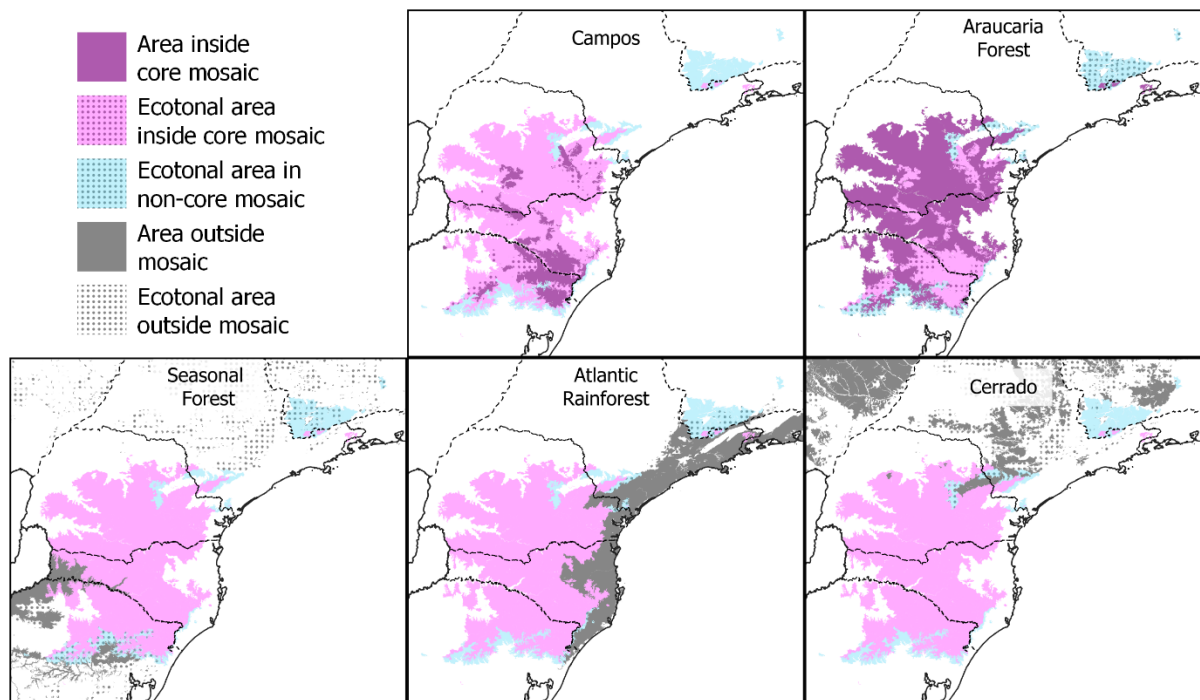 Area inside
core mosaic
Ecotonal area
inside core mosaic
Ecotonal area in
non-core mosaic
Area outside
mosaic
Ecotonal area
outside mosaic
Campos
Araucaria
Forest
Seasonal
Forest
Atlantic
Rainforest
Cerrado